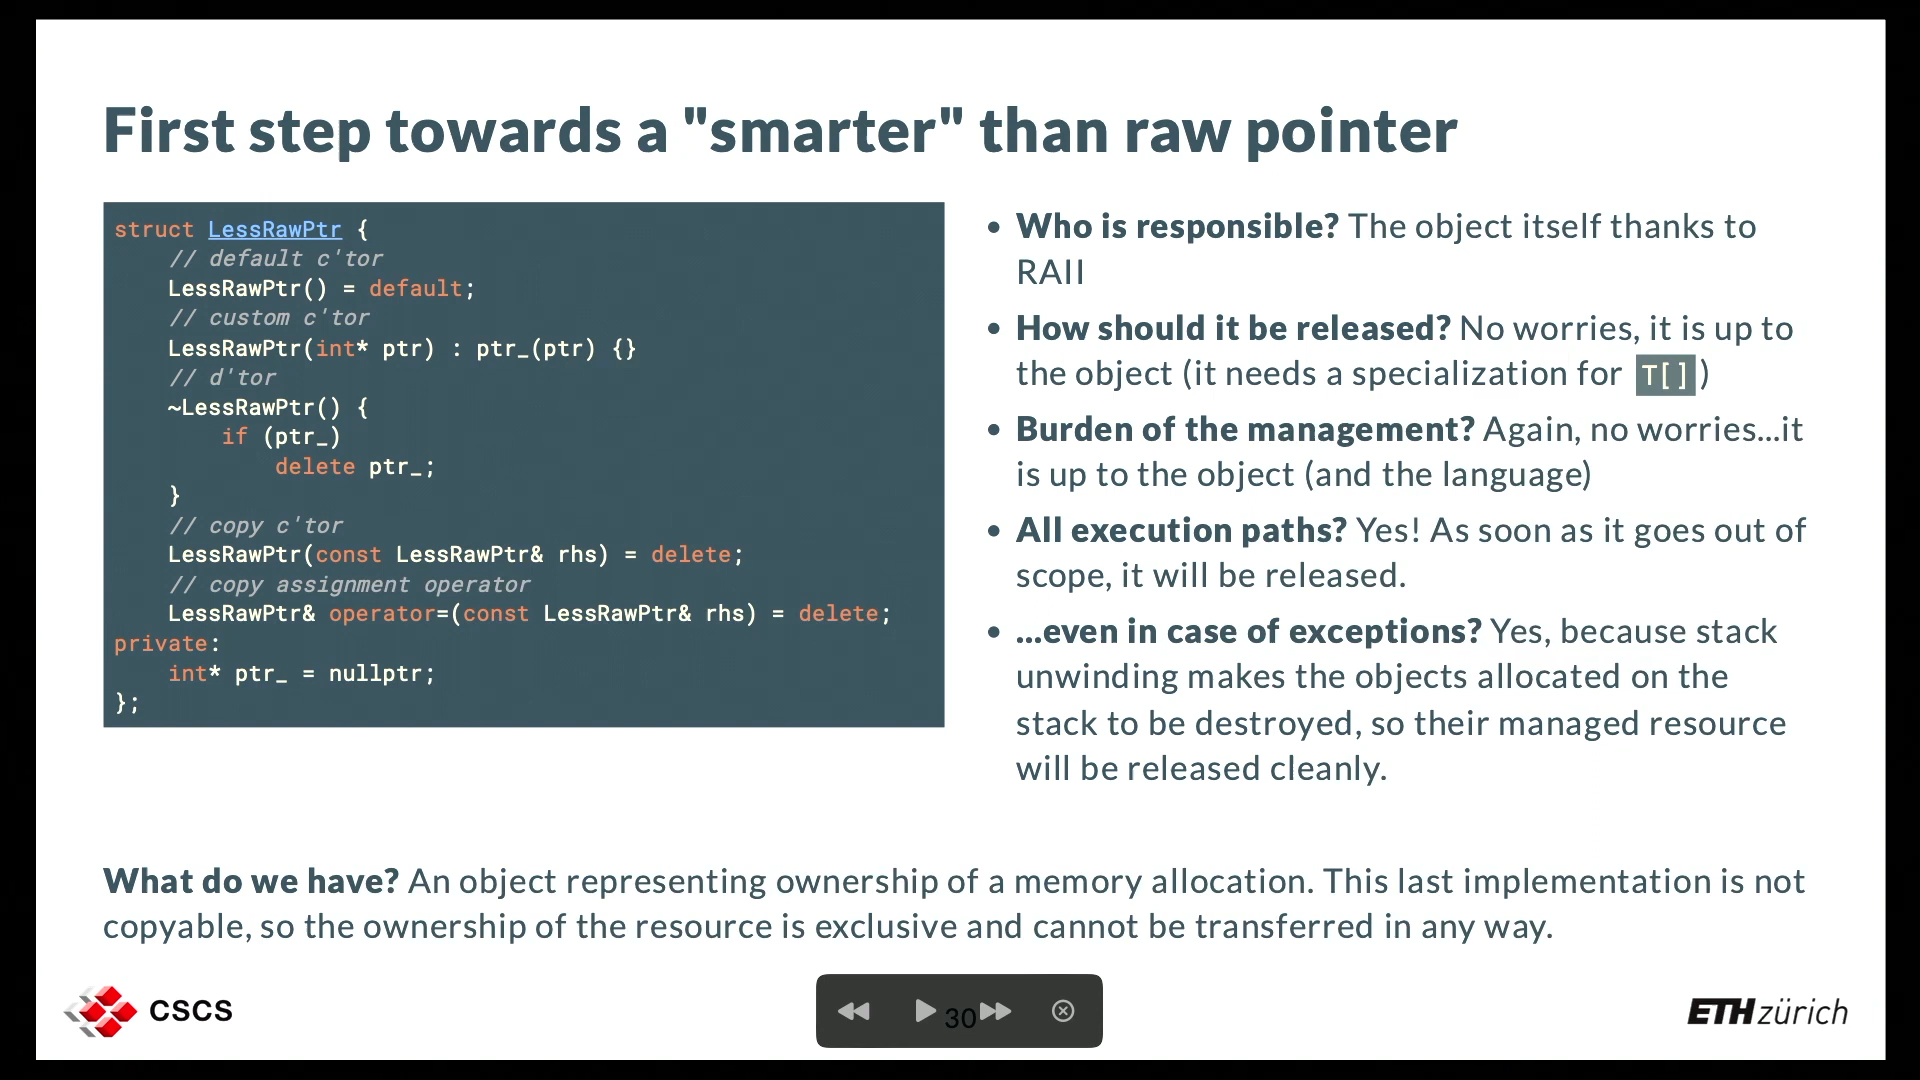 First step towards a "smarter" than raw pointer
struct LessRawPtr {
    // default c'tor
    LessRawPtr() = default;
    // custom c'tor
    LessRawPtr(int* ptr) : ptr_(ptr) {}
    // d'tor
    ~LessRawPtr() {
        if (ptr_)
            delete ptr_;
    }
    // copy c'tor
    LessRawPtr(const LessRawPtr& rhs) = delete;
    // copy assignment operator
    LessRawPtr& operator=(const LessRawPtr& rhs) = delete;
private:
    int* ptr_ = nullptr;
};
• Who is responsible? The object itself thanks to
RAII
• How should it be released? No worries, it is up to
the object (it needs a specialization for T[])
• Burden of the management? Again, no worries...it
is up to the object (and the language)
• All execution paths? Yes! As soon as it goes out of
scope, it will be released.
• ...even in case of exceptions? Yes, because stack
unwinding makes the objects allocated on the
stack to be destroyed, so their managed resource
will be released cleanly.
What do we have? An object representing ownership of a memory allocation. This last implementation is not
copyable, so the ownership of the resource is exclusive and cannot be transferred in any way.
CSCS
30
ETH zürich